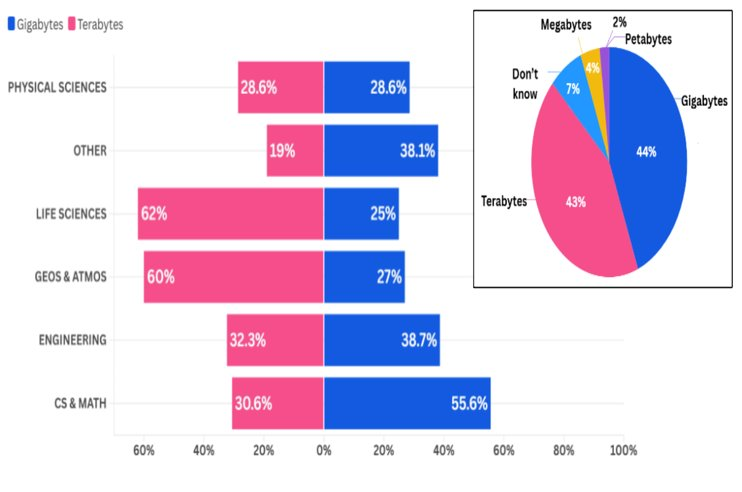 Gigabytes Terabytes
PHYSICAL SCIENCES 28.6% 28.6%
OTHER 19% 38.1%
LIFE SCIENCES 62% 25%
GEOS & ATMOS 60% 27%
ENGINEERING 32.3% 38.7%
CS & MATH 30.6% 55.6%
60% 40% 20% 0% 20% 40% 60% 80% 100%
Megabytes 2%
Petabytes
4%
Don't
know
7%
Gigabytes
44%
Terabytes
43%